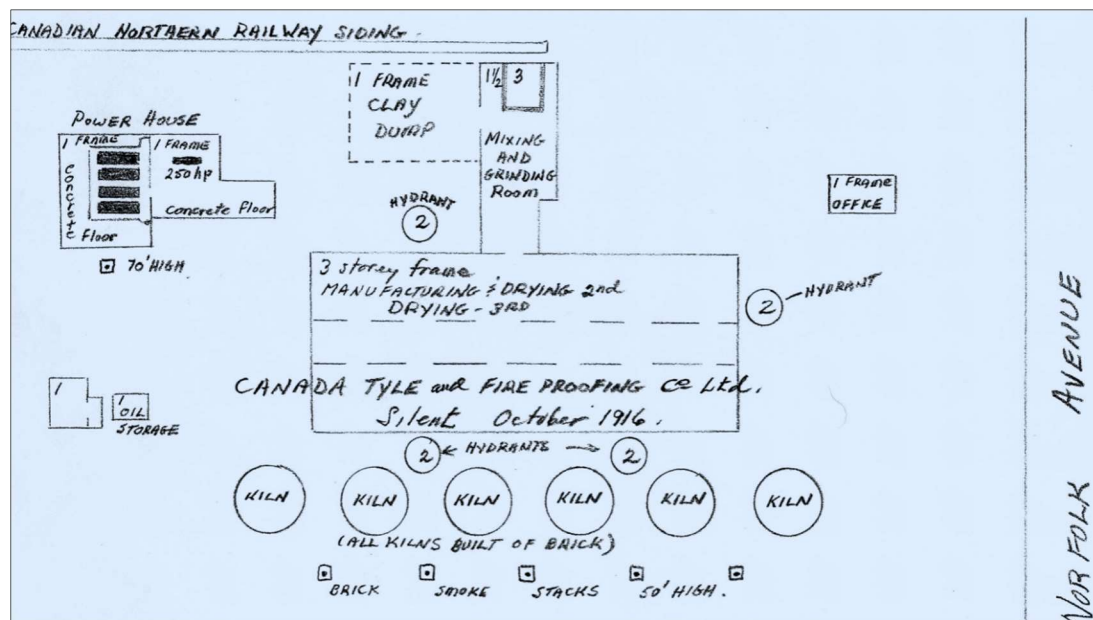 CANADIAN NORTHERN RAILWAY SIDING
1 FRAME
CLAY
DUMP
1½ 3
MIXING
AND
GRINDING
ROOM
POWER HOUSE
1 FRAME
Concrete
Floor
1 FRAME
250 hp
Concrete Floor
70' HIGH
HYDRANT
2
1 FRAME
OFFICE
3 storey frame
MANUFACTURING & DRYING 2nd
DRYING - 3RD
2
HYDRANT
CANADA TYLE and FIRE PROOFING Co Ltd.
Silent October 1916.
1
1
OIL
STORAGE
2 HYDRANTS 2
KILN KILN KILN KILN KILN KILN
(ALL KILNS BUILT OF BRICK)
BRICK SMOKE STACKS 50' HIGH.
NORFOLK AVENUE